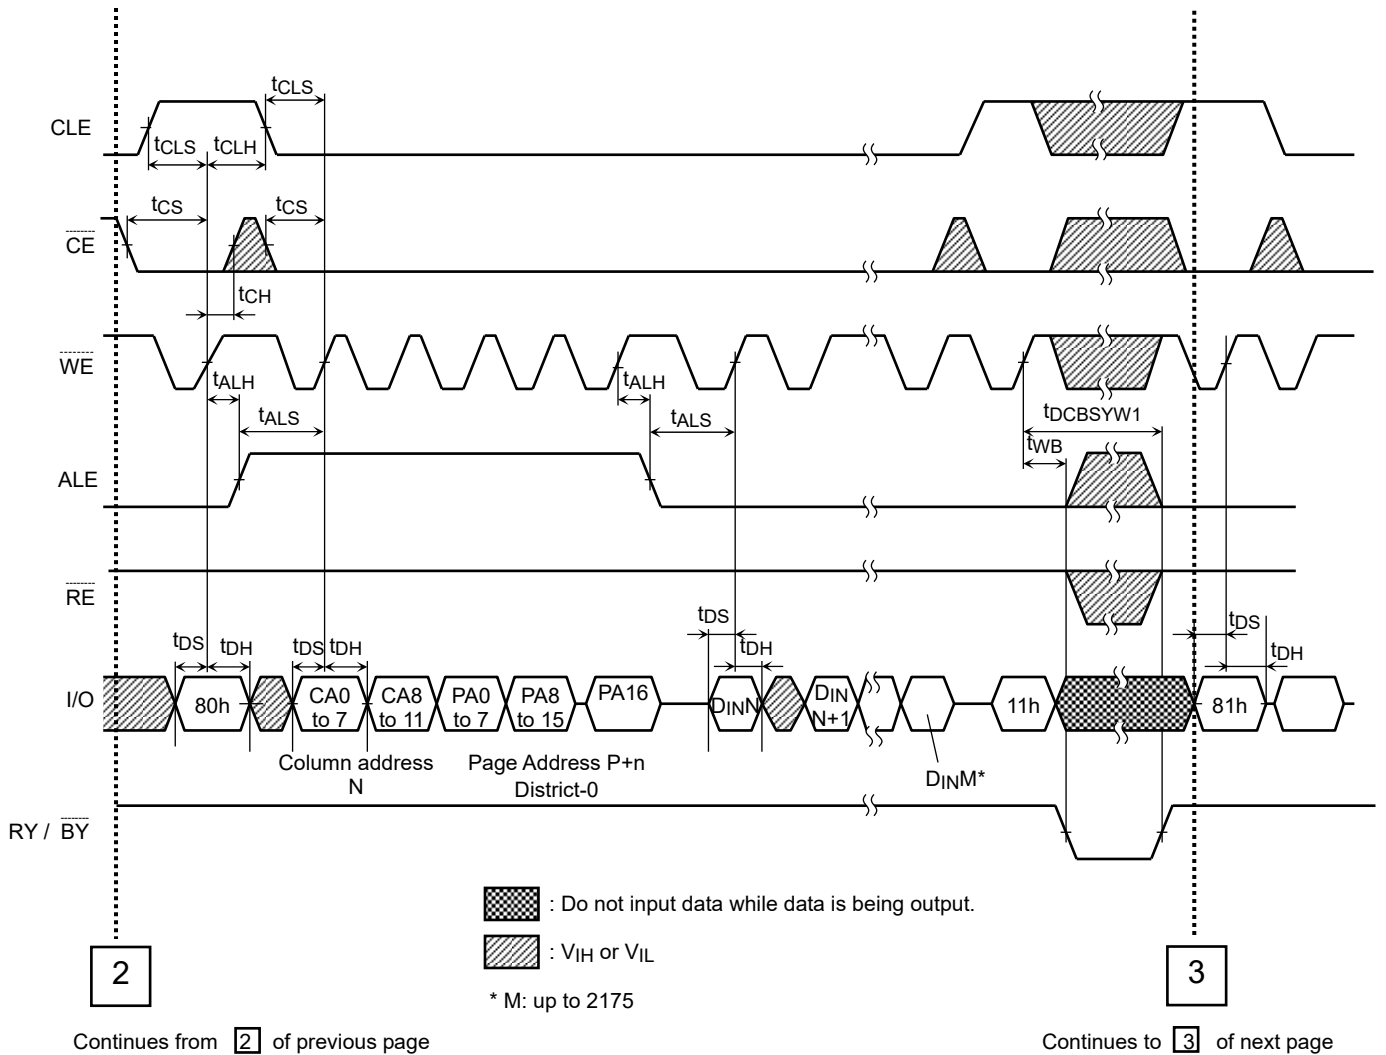 tCLS
CLE
tCLS tCLH
tCS tCS
CE
tCH
WE
tALH tALH
tDCBSYW1
tALS tALS
tWB
ALE
RE
tDS tDH tDS tDH tDS tDH tDS tDH
I/O
80h
CA0 to 7
CA8 to 11
PA0 to 7
PA8 to 15
PA16
DINN
DIN N+1
11h
81h
Column address
N
Page Address P+n
District-0
DINM*
RY / BY
: Do not input data while data is being output.
: VIH or VIL
* M: up to 2175
2
3
Continues from 2 of previous page
Continues to 3 of next page